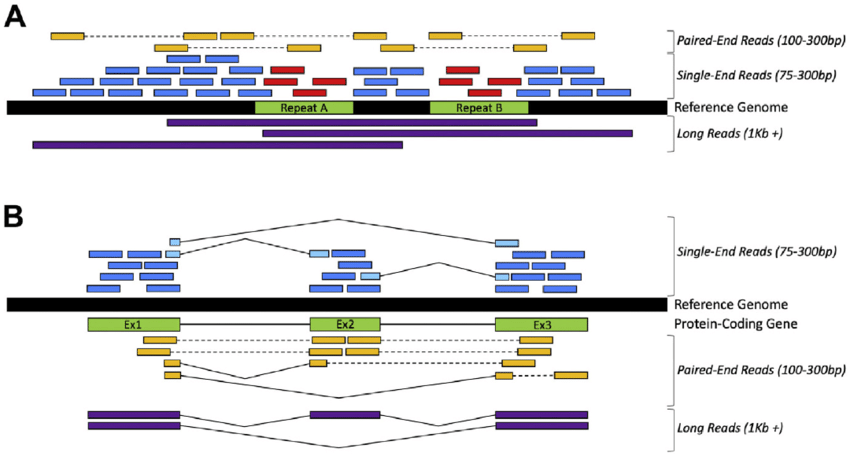 A
Paired-End Reads (100-300bp)
Single-End Reads (75-300bp)
Repeat A
Repeat B
Reference Genome
Long Reads (1Kb +)
B
Single-End Reads (75-300bp)
Reference Genome
Ex1
Ex2
Ex3
Protein-Coding Gene
Paired-End Reads (100-300bp)
Long Reads (1Kb +)